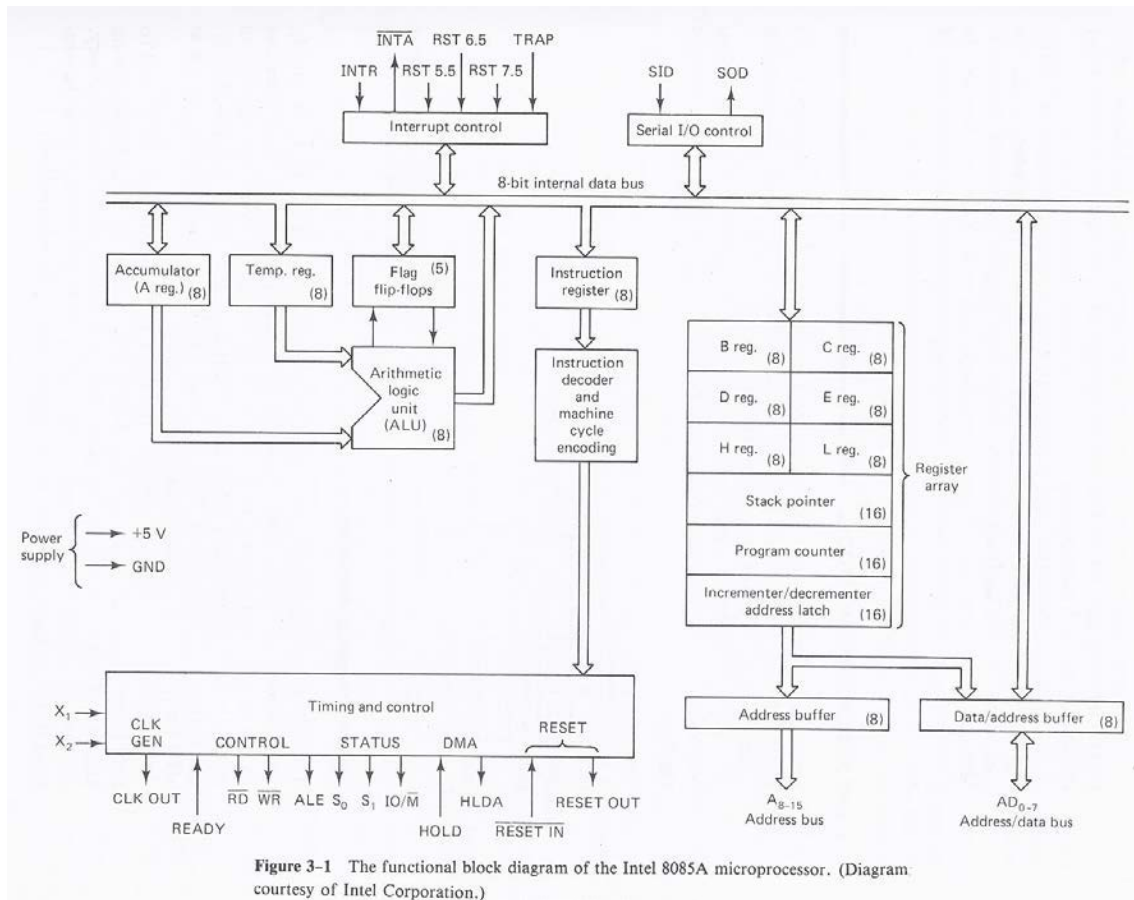 INTA RST 6.5 TRAP
INTR RST 5.5 RST 7.5
Interrupt control
SID SOD
Serial I/O control
8-bit internal data bus
Accumulator
(A reg.) (8)
Temp. reg.
(8)
Flag (5)
flip-flops
Instruction
register (8)
Arithmetic
logic
unit
(ALU) (8)
Instruction
decoder
and
machine
cycle
encoding
B reg. (8) C reg. (8)
D reg. (8) E reg. (8)
H reg. (8) L reg. (8)
Stack pointer (16)
Program counter (16)
Incrementer/decrementer
address latch (16)
Register
array
Power
supply
+5 V
GND
Timing and control
X1
X2
CLK
GEN
CONTROL STATUS DMA RESET
CLK OUT
READY
RD WR ALE S0 S1 IO/M
HOLD
HLDA
RESET IN
RESET OUT
Address buffer (8)
Data/address buffer (8)
A8-15
Address bus
AD0-7
Address/data bus
Figure 3-1 The functional block diagram of the Intel 8085A microprocessor. (Diagram
courtesy of Intel Corporation.)